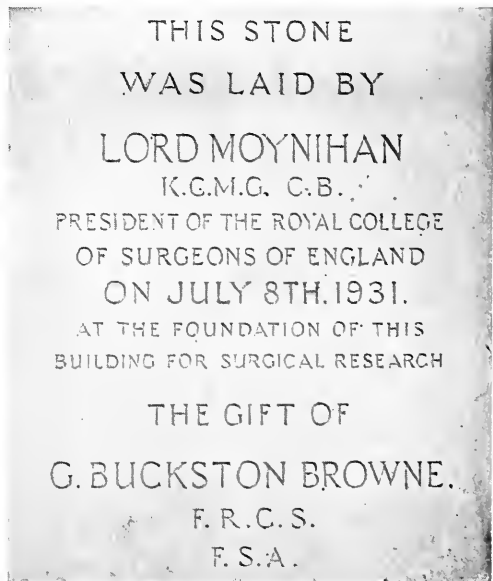 THIS STONE
WAS LAID BY
LORD MOYNIHAN
K.C.M.G. C.B.
PRESIDENT OF THE ROYAL COLLEGE
OF SURGEONS OF ENGLAND
ON JULY 8TH.1931.
AT THE FOUNDATION OF THIS
BUILDING FOR SURGICAL RESEARCH
THE GIFT OF
G. BUCKSTON BROWNE.
F.R.C.S.
F.S.A.